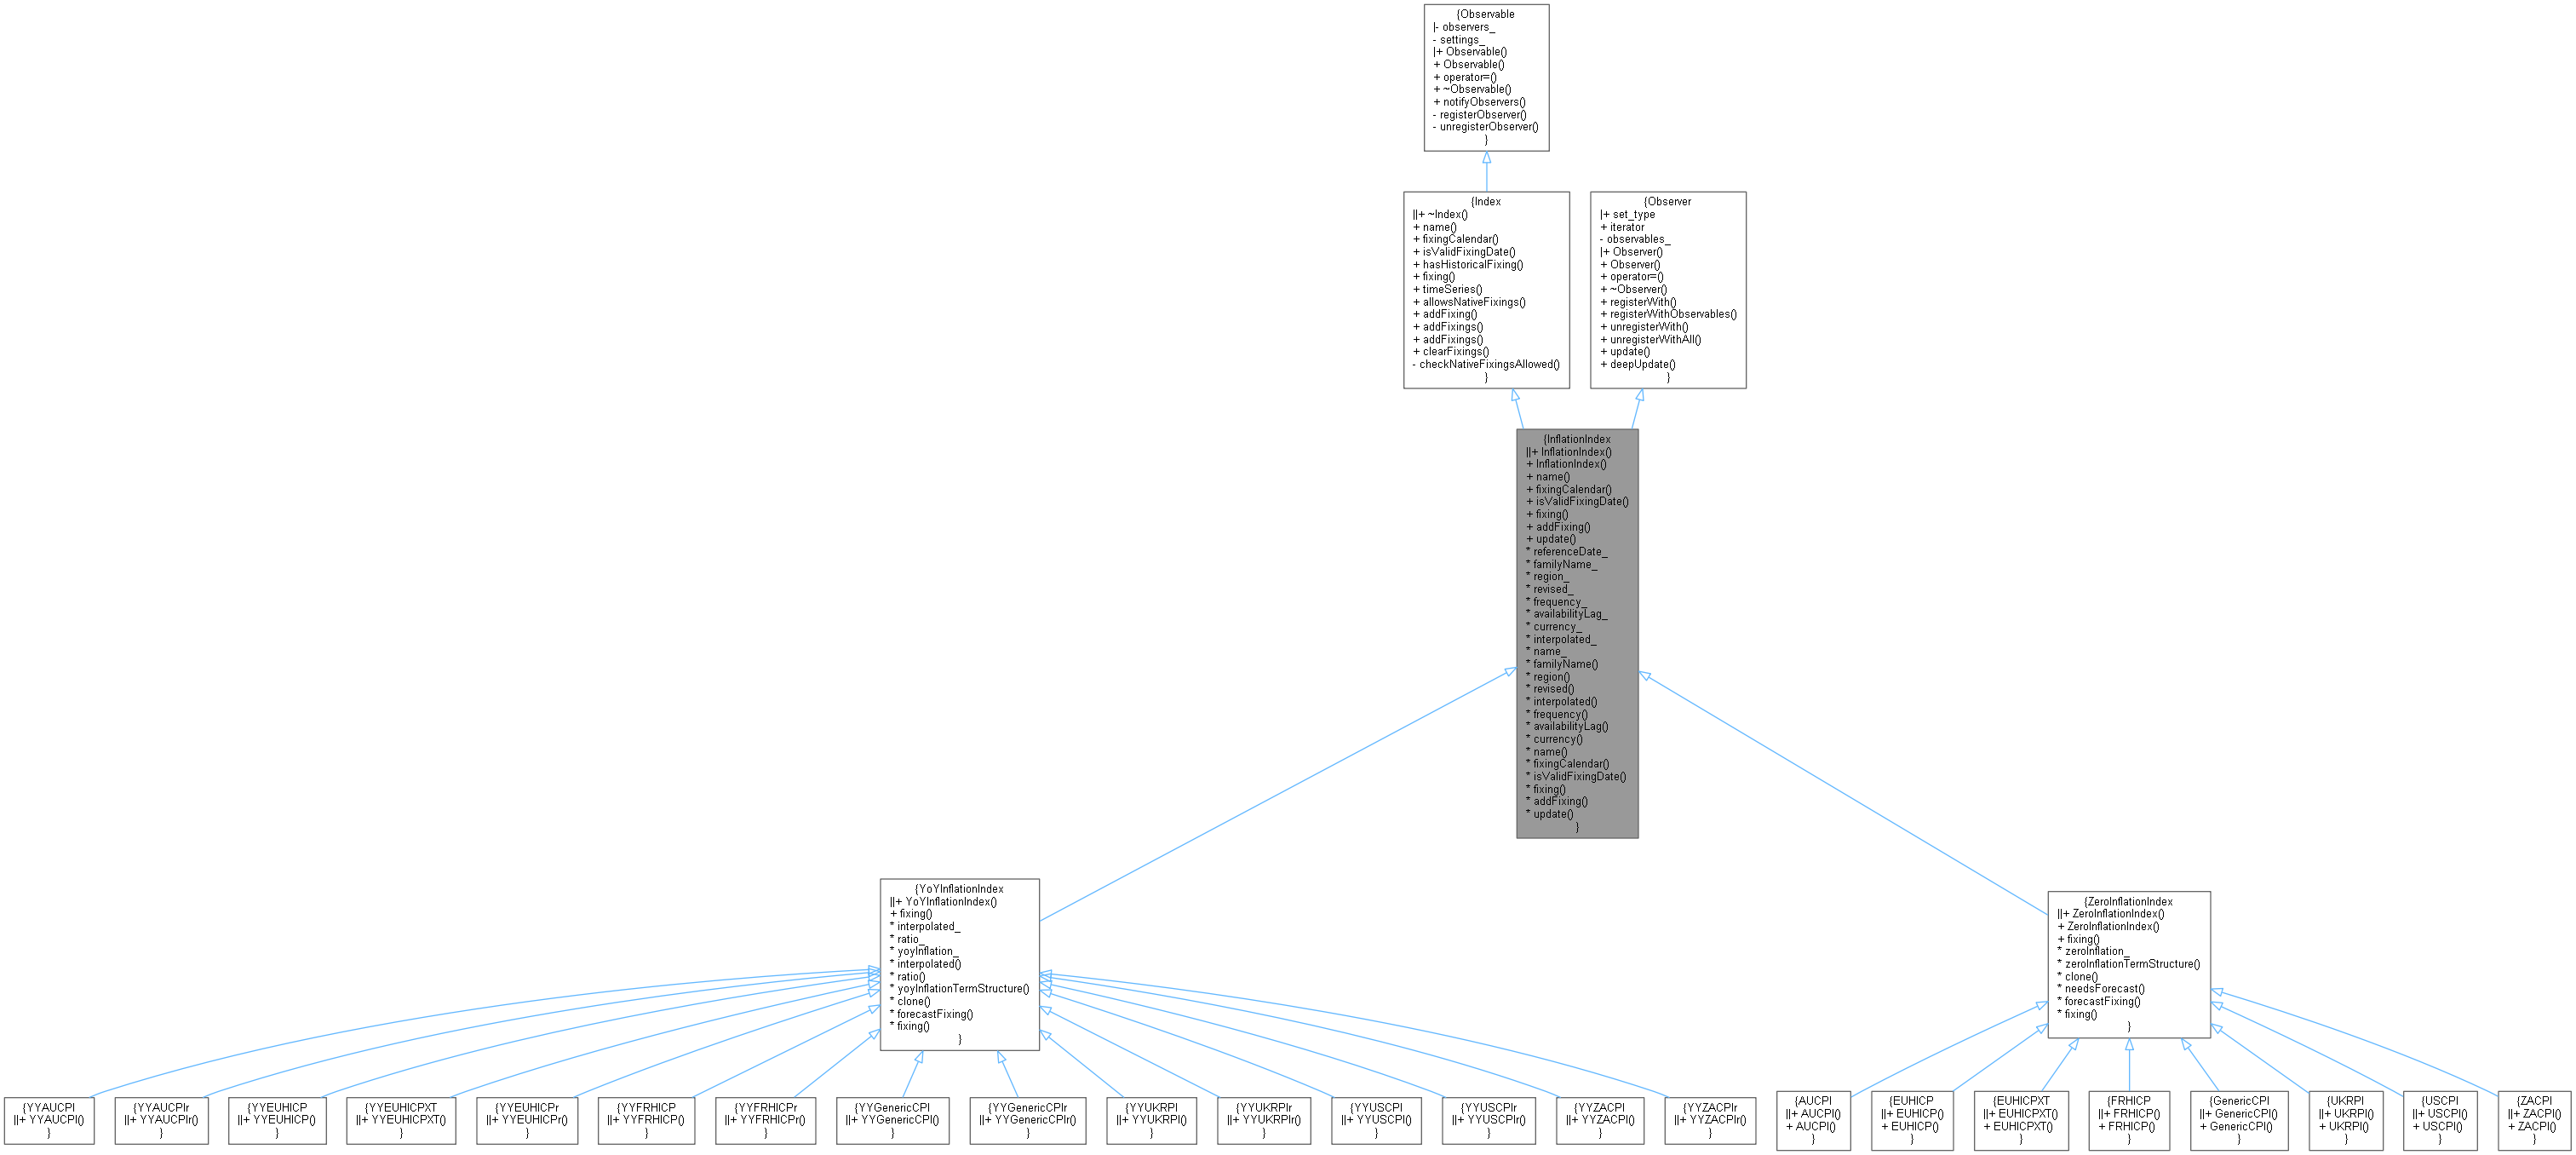 {Observable
|- observers_
- settings_
|+ Observable()
+ Observable()
+ operator=()
+ ~Observable()
+ notifyObservers()
- registerObserver()
- unregisterObserver()
}
{Index
||+ ~Index()
+ name()
+ fixingCalendar()
+ isValidFixingDate()
+ hasHistoricalFixing()
+ fixing()
+ timeSeries()
+ allowsNativeFixings()
+ addFixing()
+ addFixings()
+ addFixings()
+ clearFixings()
- checkNativeFixingsAllowed()
}
{Observer
|+ set_type
+ iterator
- observables_
|+ Observer()
+ Observer()
+ operator=()
+ ~Observer()
+ registerWith()
+ registerWithObservables()
+ unregisterWith()
+ unregisterWithAll()
+ update()
+ deepUpdate()
}
{InflationIndex
||+ InflationIndex()
+ InflationIndex()
+ name()
+ fixingCalendar()
+ isValidFixingDate()
+ fixing()
+ addFixing()
+ update()
* referenceDate_
* familyName_
* region_
* revised_
* frequency_
* availabilityLag_
* currency_
* interpolated_
* name_
* familyName()
* region()
* revised()
* interpolated()
* frequency()
* availabilityLag()
* currency()
* name()
* fixingCalendar()
* isValidFixingDate()
* fixing()
* addFixing()
* update()
}
{YoYInflationIndex
||+ YoYInflationIndex()
+ fixing()
* interpolated_
* ratio_
* yoyInflation_
* interpolated()
* ratio()
* yoyInflationTermStructure()
* clone()
* forecastFixing()
* fixing()
}
{ZeroInflationIndex
||+ ZeroInflationIndex()
+ ZeroInflationIndex()
+ fixing()
* zeroInflation_
* zeroInflationTermStructure()
* clone()
* needsForecast()
* forecastFixing()
* fixing()
}
{YYAUCPI
||+ YYAUCPI()
}
{YYAUCPIr
||+ YYAUCPIr()
}
{YYEUHICP
||+ YYEUHICP()
}
{YYEUHICPXT
||+ YYEUHICPXT()
}
{YYEUHICPr
||+ YYEUHICPr()
}
{YYFRHICP
||+ YYFRHICP()
}
{YYFRHICPr
||+ YYFRHICPr()
}
{YYGenericCPI
||+ YYGenericCPI()
}
{YYGenericCPIr
||+ YYGenericCPIr()
}
{YYUKRPI
||+ YYUKRPI()
}
{YYUKRPIr
||+ YYUKRPIr()
}
{YYUSCPI
||+ YYUSCPI()
}
{YYUSCPIr
||+ YYUSCPIr()
}
{YYZACPI
||+ YYZACPI()
}
{YYZACPIr
||+ YYZACPIr()
}
{AUCPI
||+ AUCPI()
+ AUCPI()
}
{EUHICP
||+ EUHICP()
+ EUHICP()
}
{EUHICPXT
||+ EUHICPXT()
+ EUHICPXT()
}
{FRHICP
||+ FRHICP()
+ FRHICP()
}
{GenericCPI
||+ GenericCPI()
+ GenericCPI()
}
{UKRPI
||+ UKRPI()
+ UKRPI()
}
{USCPI
||+ USCPI()
+ USCPI()
}
{ZACPI
||+ ZACPI()
+ ZACPI()
}